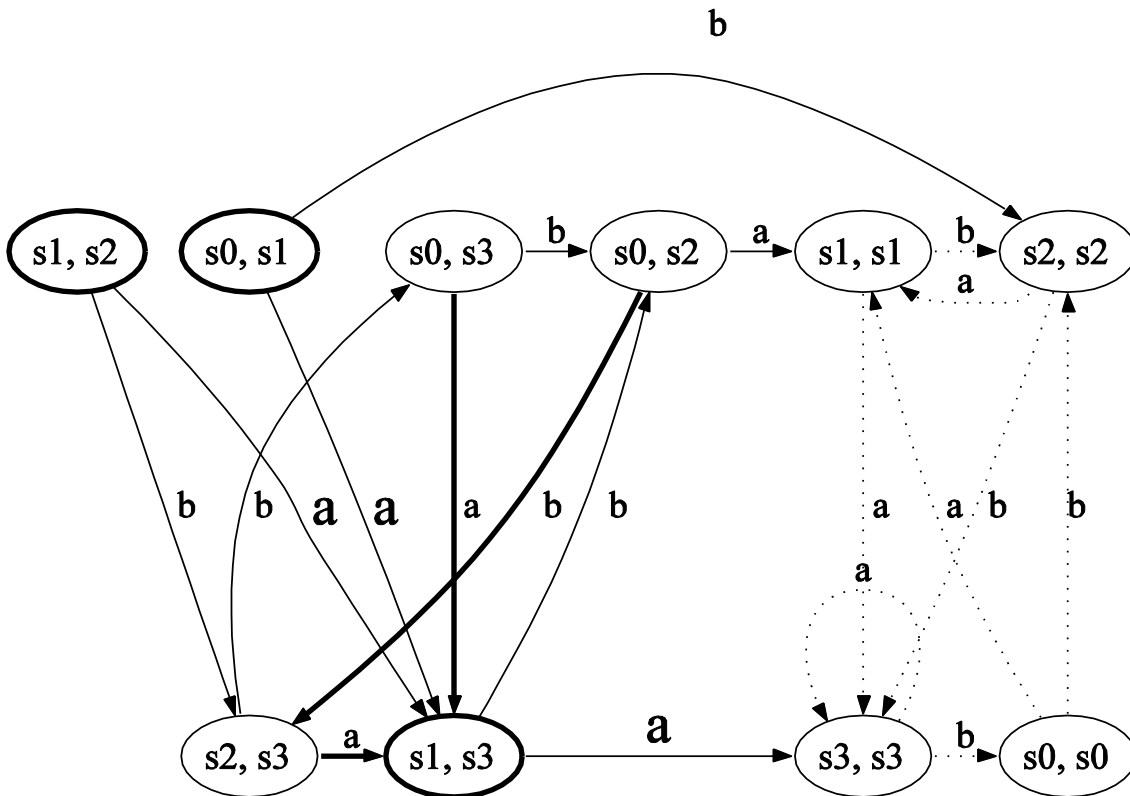 b
s1, s2
s0, s1
s0, s3
b
s0, s2
a
s1, s1
b
s2, s2
a
b
b
a
a
a
b
b
a
a
b
b
a
s2, s3
a
s1, s3
a
s3, s3
b
s0, s0